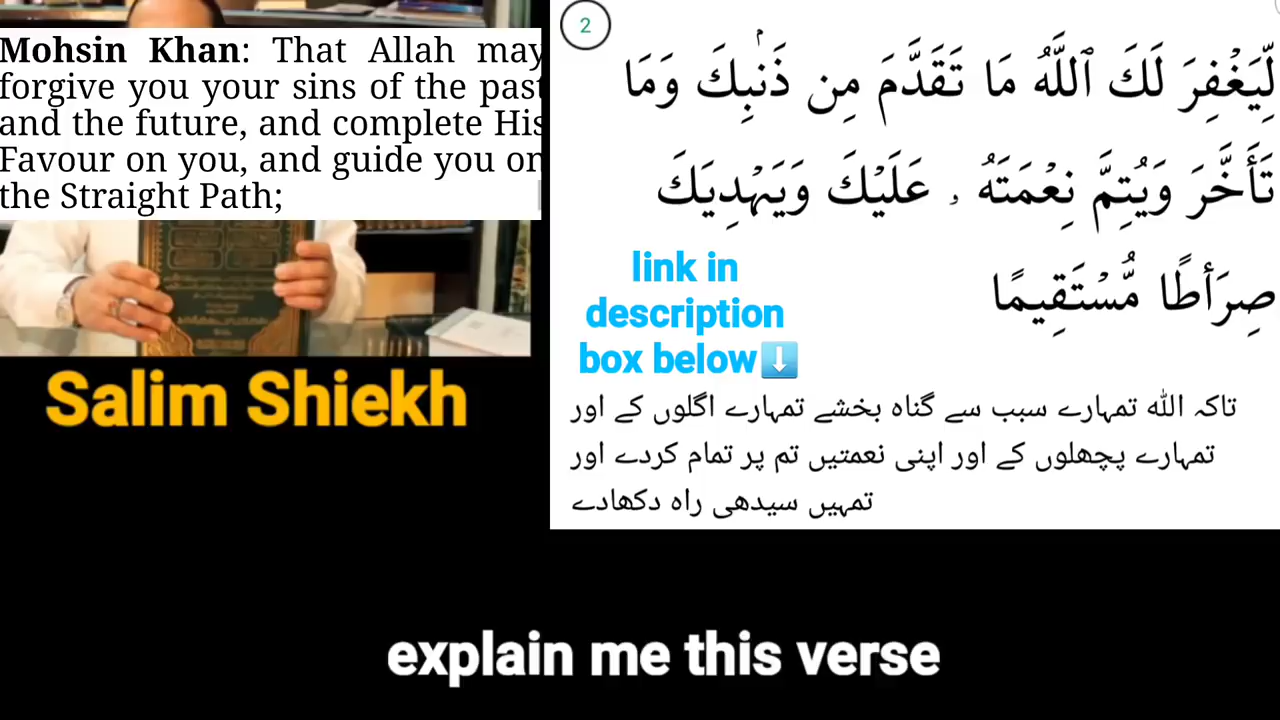 Mohsin Khan: That Allah may
forgive you your sins of the past
and the future, and complete His
Favour on you, and guide you on
the Straight Path;
Salim Shiekh
2
لِّيَغْفِرَ لَكَ ٱللَّهُ مَا تَقَدَّمَ مِن ذَنۢبِكَ وَمَا
تَأَخَّرَ وَيُتِمَّ نِعْمَتَهُۥ عَلَيْكَ وَيَهْدِيَكَ
صِرَٰطًا مُّسْتَقِيمًا
link in
description
box below⬇️
تاکہ اللہ تمہارے سبب سے گناہ بخشے تمہارے اگلوں کے اور
تمہارے پچھلوں کے اور اپنی نعمتیں تم پر تمام کردے اور
تمہیں سیدھی راہ دکھادے
explain me this verse